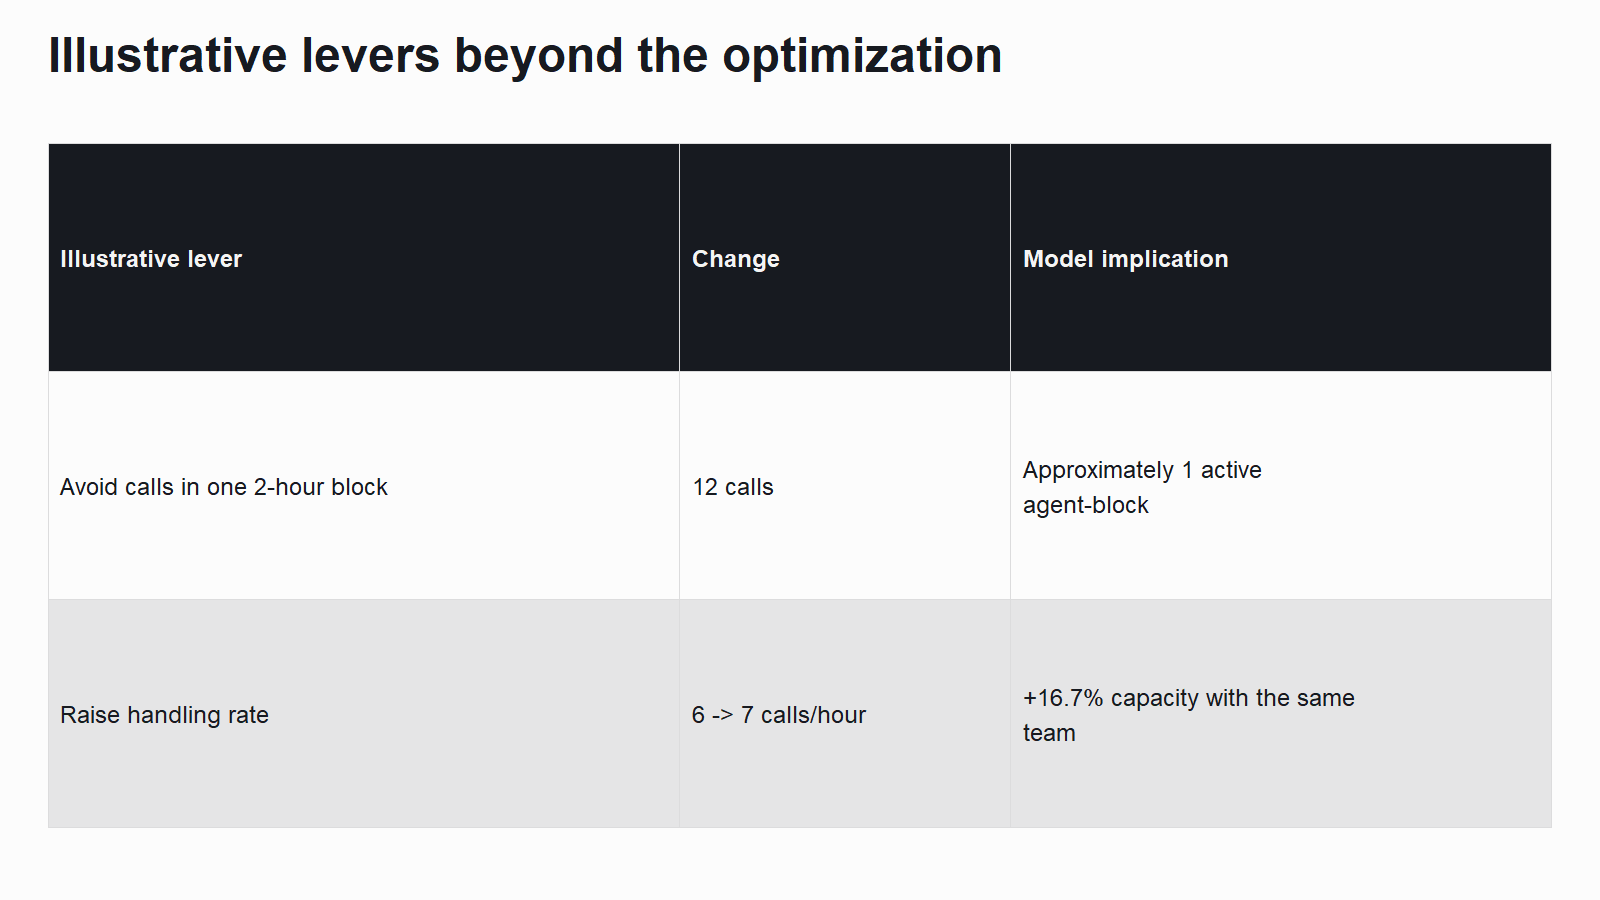 Illustrative levers beyond the optimization
Illustrative lever
Change
Model implication
Avoid calls in one 2-hour block
12 calls
Approximately 1 active
agent-block
Raise handling rate
6 -> 7 calls/hour
+16.7% capacity with the same
team